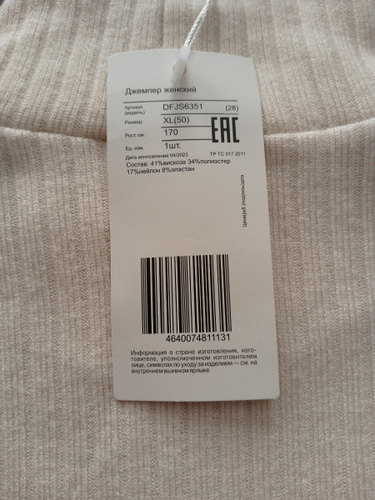 Джемпер женский
Артикул (модель) DFJS6351 (28)
Размер XL(50)
Рост, см: 170
Ед. изм. 1шт.
EAC
Дата изготовления 04/2023 ТР ТС 017 2011
Состав: 41%вискоза 34%полиэстер
17%нейлон 8%эластан
4640074811131
Информация о стране изготовления, изго-
товителе, уполномоченном изготовителем
лице, символах по уходу за изделием — см. на
внутреннем вшивном ярлыке